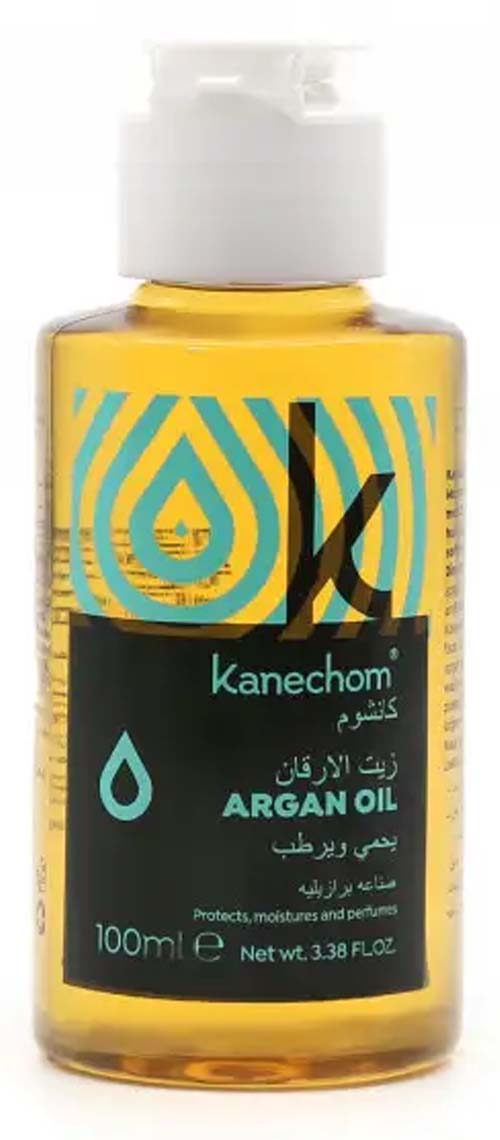 k
kanechom®
كانشوم
زيت الارقان
ARGAN OIL
يحمي ويرطب
صناعه برازيليه
Protects, moistures and perfumes
100ml e Net wt. 3.38 FL.OZ.